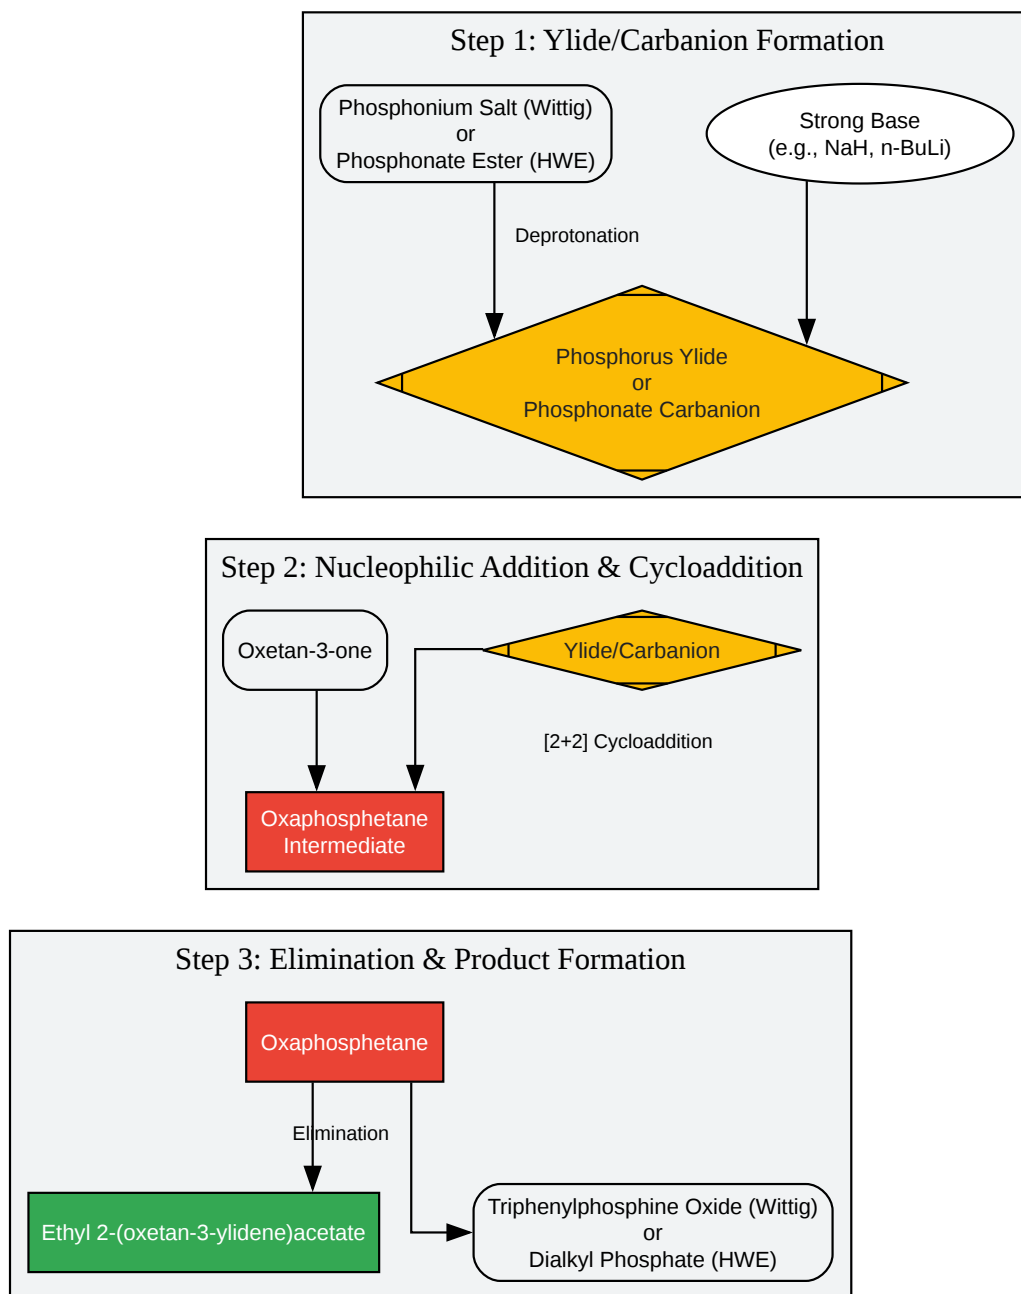 Step 1: Ylide/Carbanion Formation
Phosphonium Salt (Wittig)
or
Phosphonate Ester (HWE)
Strong Base
(e.g., NaH, n-BuLi)
Deprotonation
Phosphorus Ylide
or
Phosphonate Carbanion
Step 2: Nucleophilic Addition & Cycloaddition
Oxetan-3-one
Ylide/Carbanion
[2+2] Cycloaddition
Oxaphosphetane
Intermediate
Step 3: Elimination & Product Formation
Oxaphosphetane
Elimination
Ethyl 2-(oxetan-3-ylidene)acetate
Triphenylphosphine Oxide (Wittig)
or
Dialkyl Phosphate (HWE)